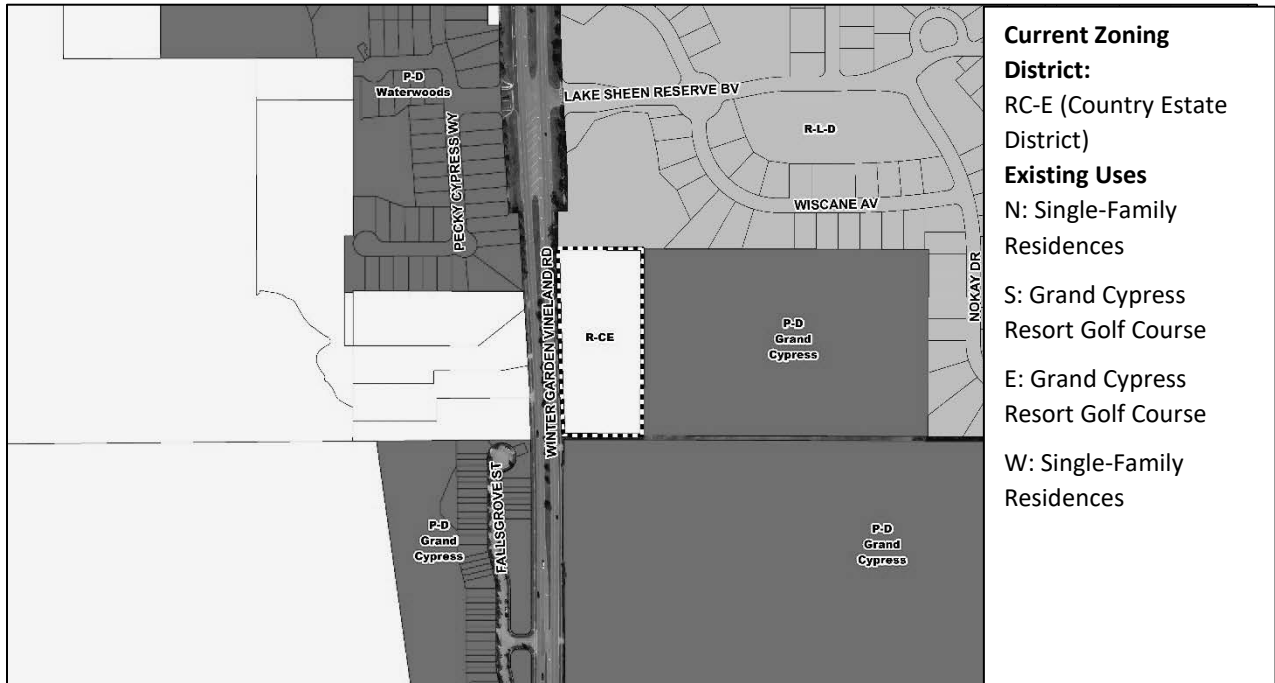 P-D
Waterwoods
LAKE SHEEN RESERVE BV
R-L-D
PECKY CYPRESS WY
WISCANE AV
NOKAY DR
WINTER GARDEN VINELAND RD
R-CE
P-D
Grand
Cypress
FALLSGROVE ST
P-D
Grand
Cypress
P-D
Grand
Cypress
Current Zoning
District:
RC-E (Country Estate
District)
Existing Uses
N: Single-Family
Residences
S: Grand Cypress
Resort Golf Course
E: Grand Cypress
Resort Golf Course
W: Single-Family
Residences